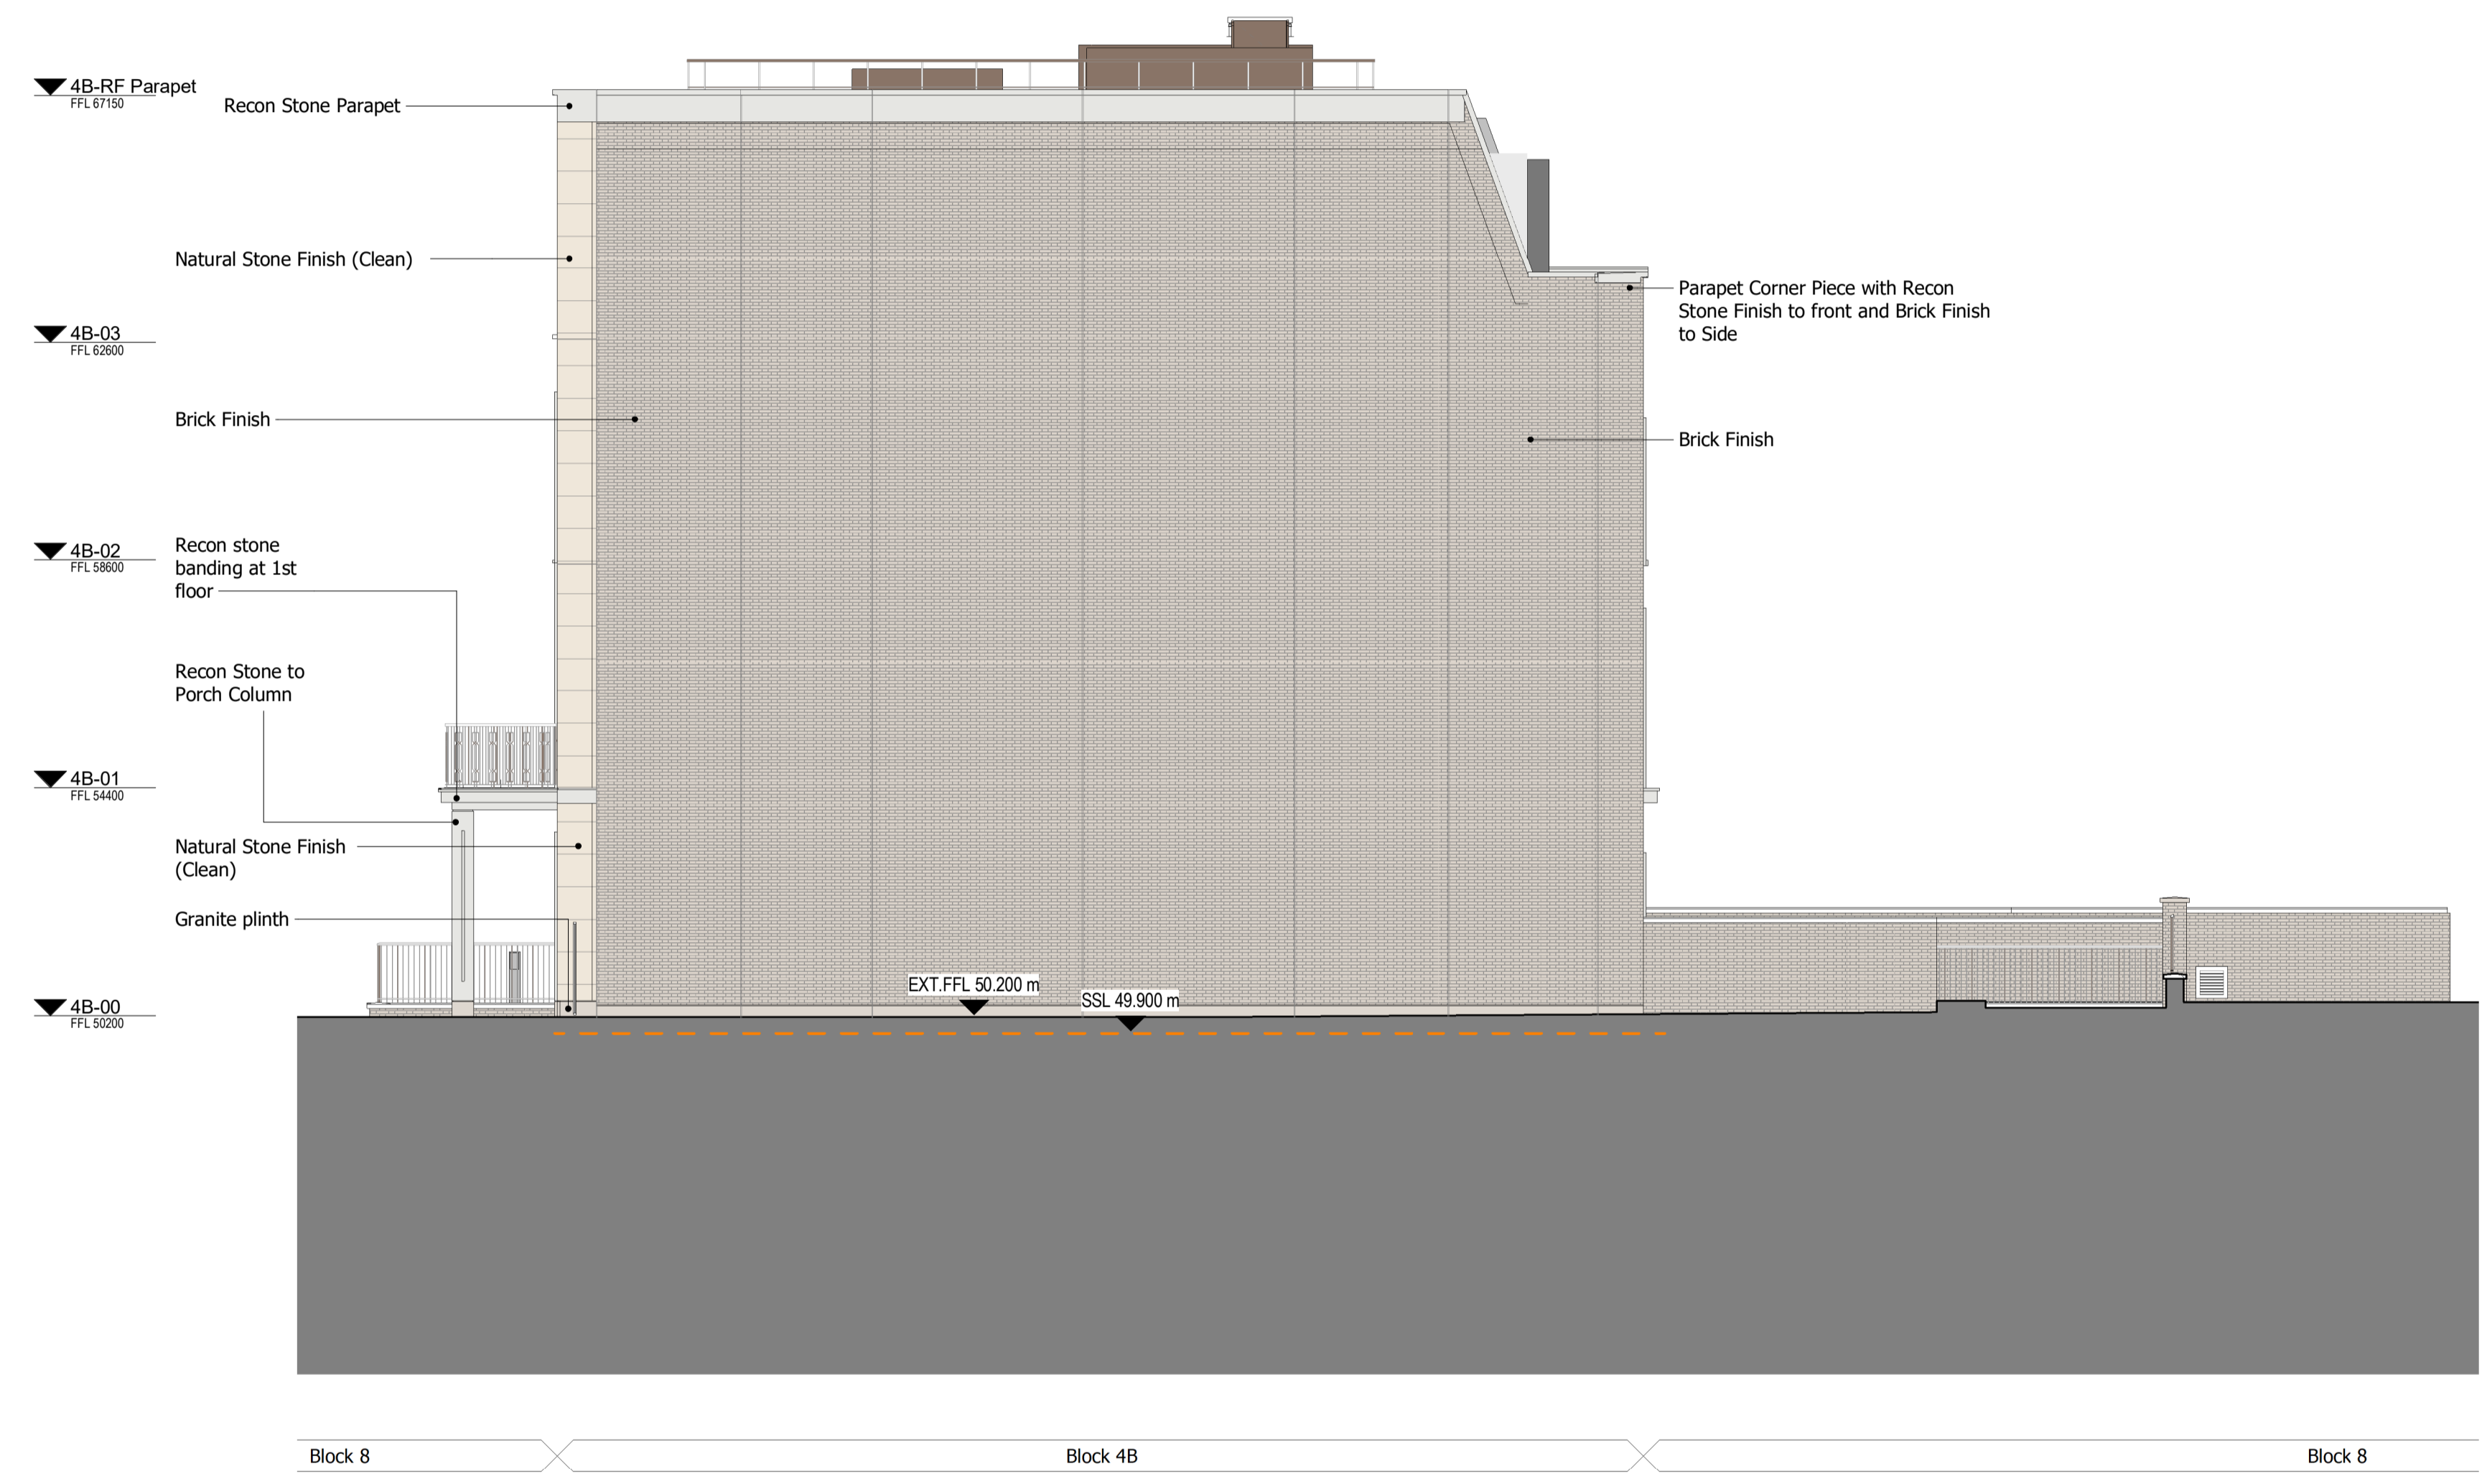 4B-RF Parapet
FFL 67150
Recon Stone Parapet
Natural Stone Finish (Clean)
Parapet Corner Piece with Recon
Stone Finish to front and Brick Finish
to Side
4B-03
FFL 62600
Brick Finish
Brick Finish
4B-02
FFL 58600
Recon stone
banding at 1st
floor
Recon Stone to
Porch Column
4B-01
FFL 54400
Natural Stone Finish
(Clean)
Granite plinth
EXT.FFL 50.200 m
SSL 49.900 m
4B-00
FFL 50200
Block 8
Block 4B
Block 8